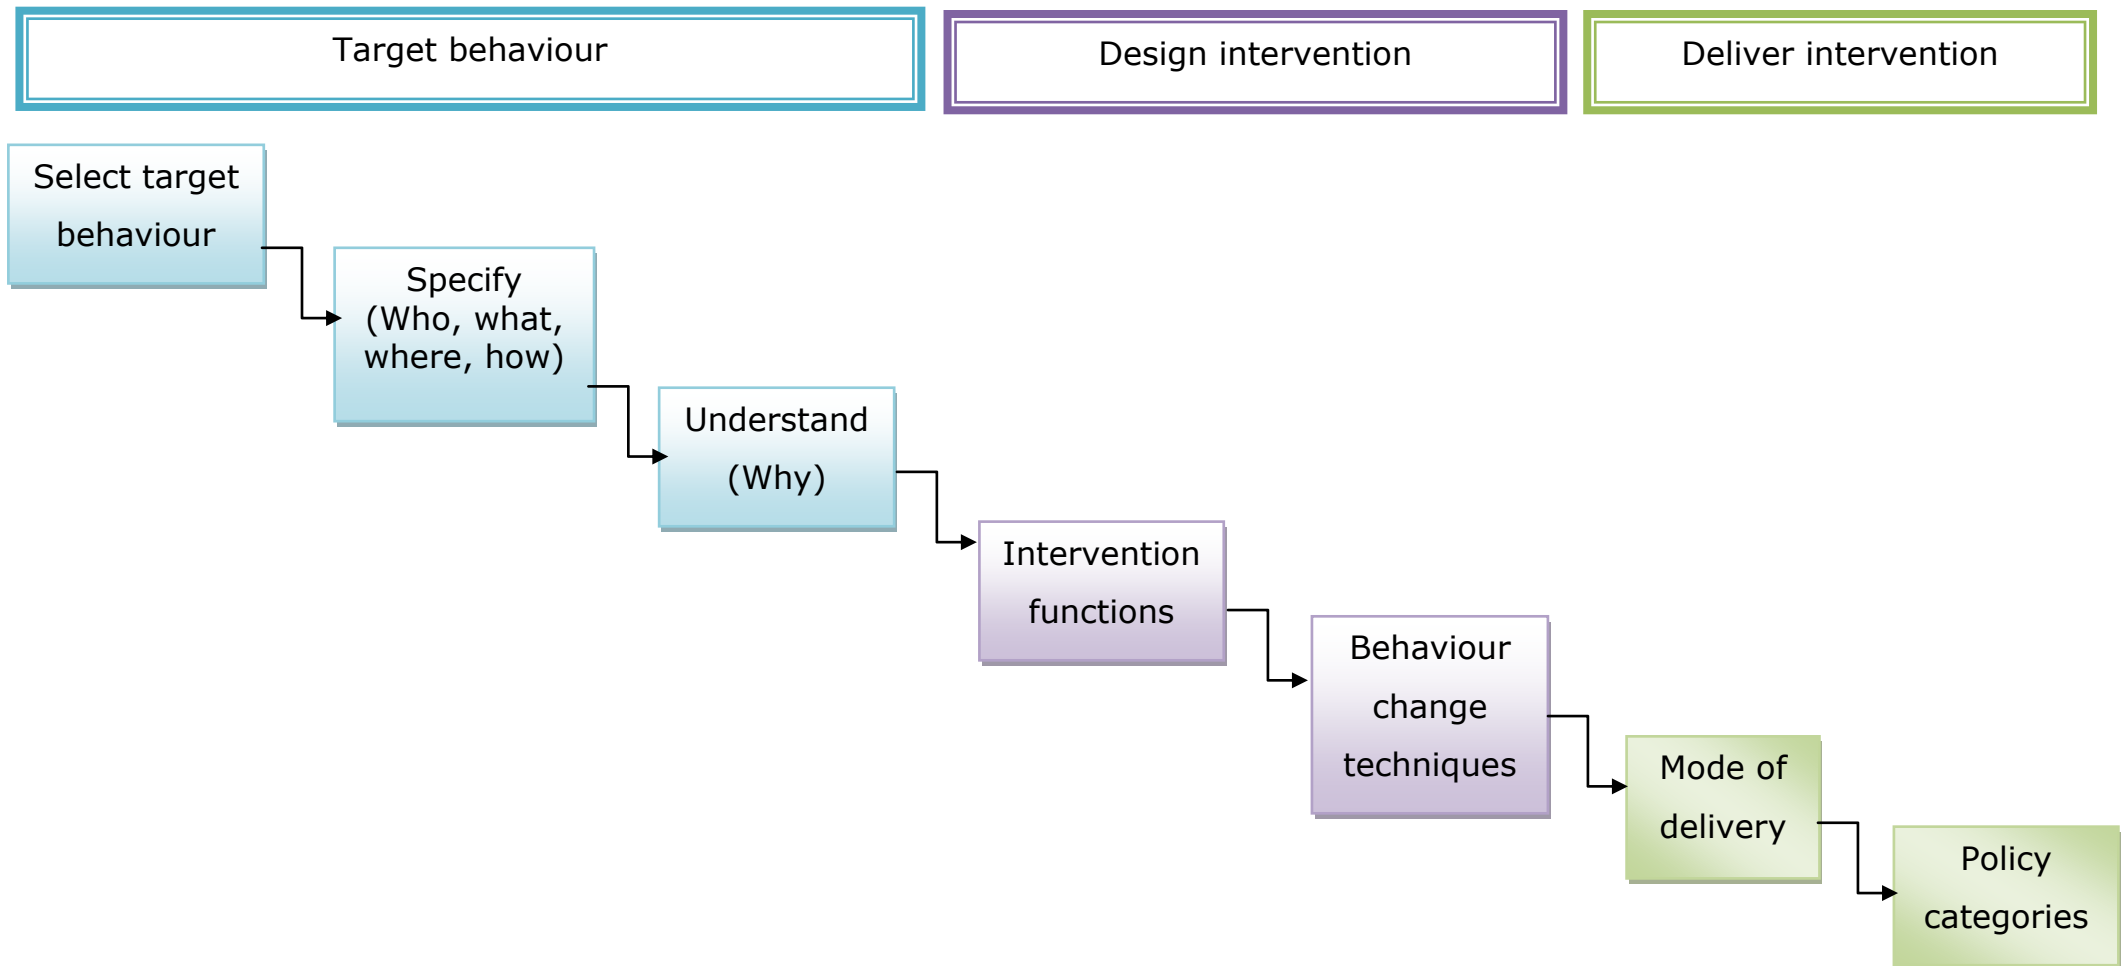 Target behaviour
Design intervention
Deliver intervention
Select target
behaviour
Specify
(Who, what,
where, how)
Understand
(Why)
Intervention
functions
Behaviour
change
techniques
Mode of
delivery
Policy
categories